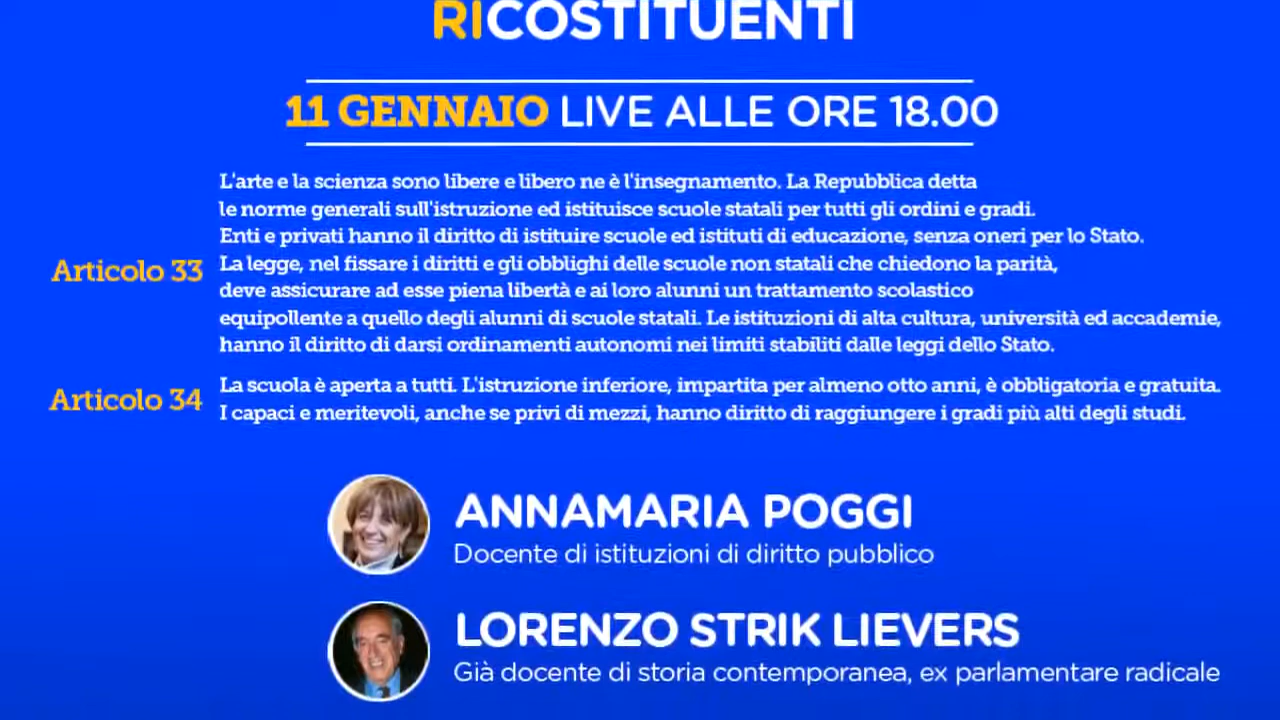 RICOSTITUENTI
11 GENNAIO LIVE ALLE ORE 18.00
Articolo 33
L'arte e la scienza sono libere e libero ne è l'insegnamento. La Repubblica detta
le norme generali sull'istruzione ed istituisce scuole statali per tutti gli ordini e gradi.
Enti e privati hanno il diritto di istituire scuole ed istituti di educazione, senza oneri per lo Stato.
La legge, nel fissare i diritti e gli obblighi delle scuole non statali che chiedono la parità,
deve assicurare ad esse piena libertà e ai loro alunni un trattamento scolastico
equipollente a quello degli alunni di scuole statali. Le istituzioni di alta cultura, università ed accademie,
hanno il diritto di darsi ordinamenti autonomi nei limiti stabiliti dalle leggi dello Stato.
Articolo 34
La scuola è aperta a tutti. L'istruzione inferiore, impartita per almeno otto anni, è obbligatoria e gratuita.
I capaci e meritevoli, anche se privi di mezzi, hanno diritto di raggiungere i gradi più alti degli studi.
ANNAMARIA POGGI
Docente di istituzioni di diritto pubblico
LORENZO STRIK LIEVERS
Già docente di storia contemporanea, ex parlamentare radicale